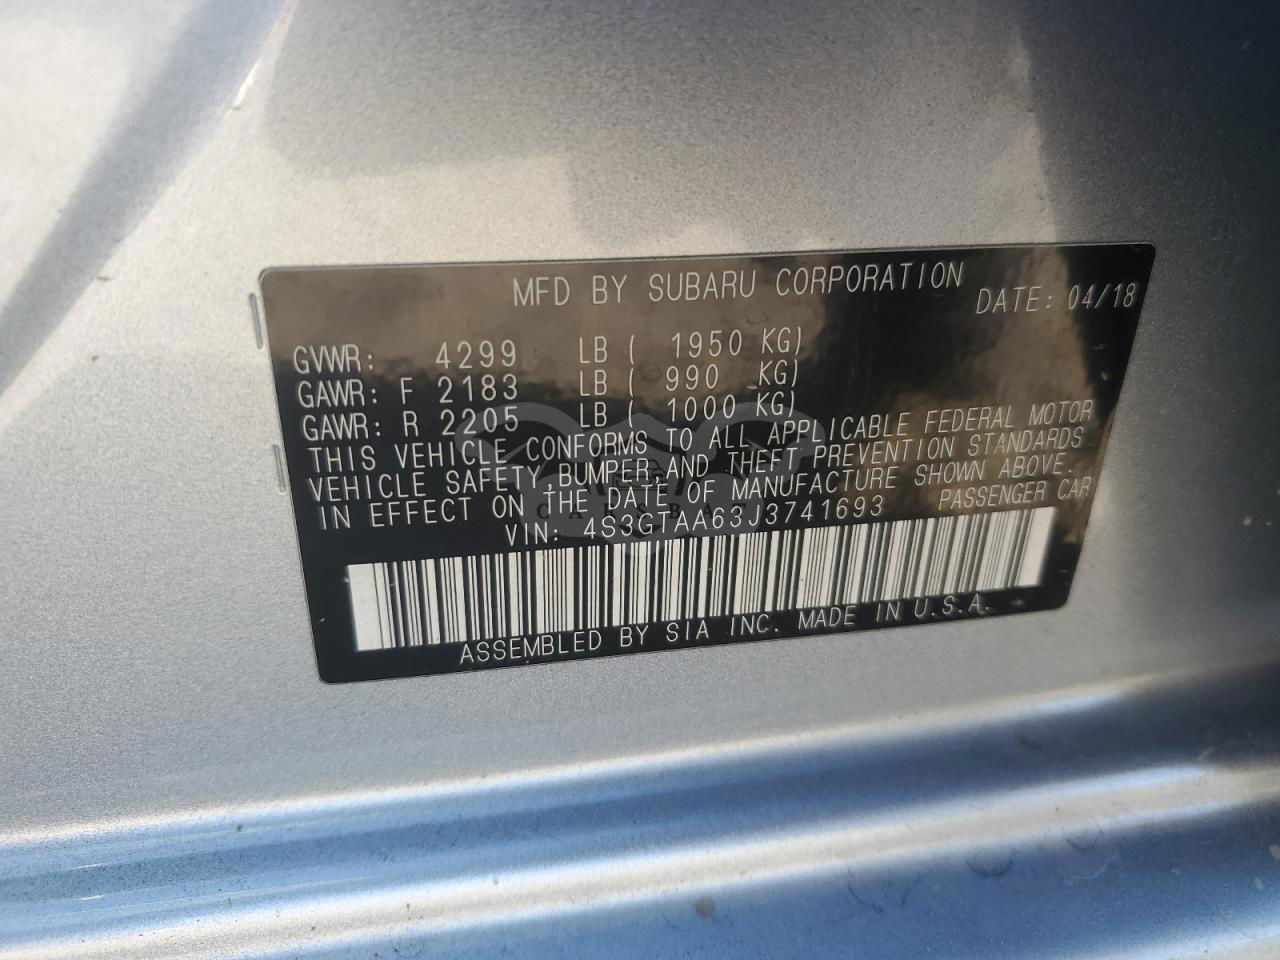 MFD BY SUBARU CORPORATION
DATE: 04/18
GVWR: 4299 LB ( 1950 KG)
GAWR: F 2183 LB ( 990 KG)
GAWR: R 2205 LB ( 1000 KG)
THIS VEHICLE CONFORMS TO ALL APPLICABLE FEDERAL MOTOR
VEHICLE SAFETY,BUMPER,AND THEFT PREVENTION STANDARDS
IN EFFECT ON THE DATE OF MANUFACTURE SHOWN ABOVE.
VIN: 4S3GTAA63J3741693 PASSENGER CAR
ASSEMBLED BY SIA INC. MADE IN U.S.A.